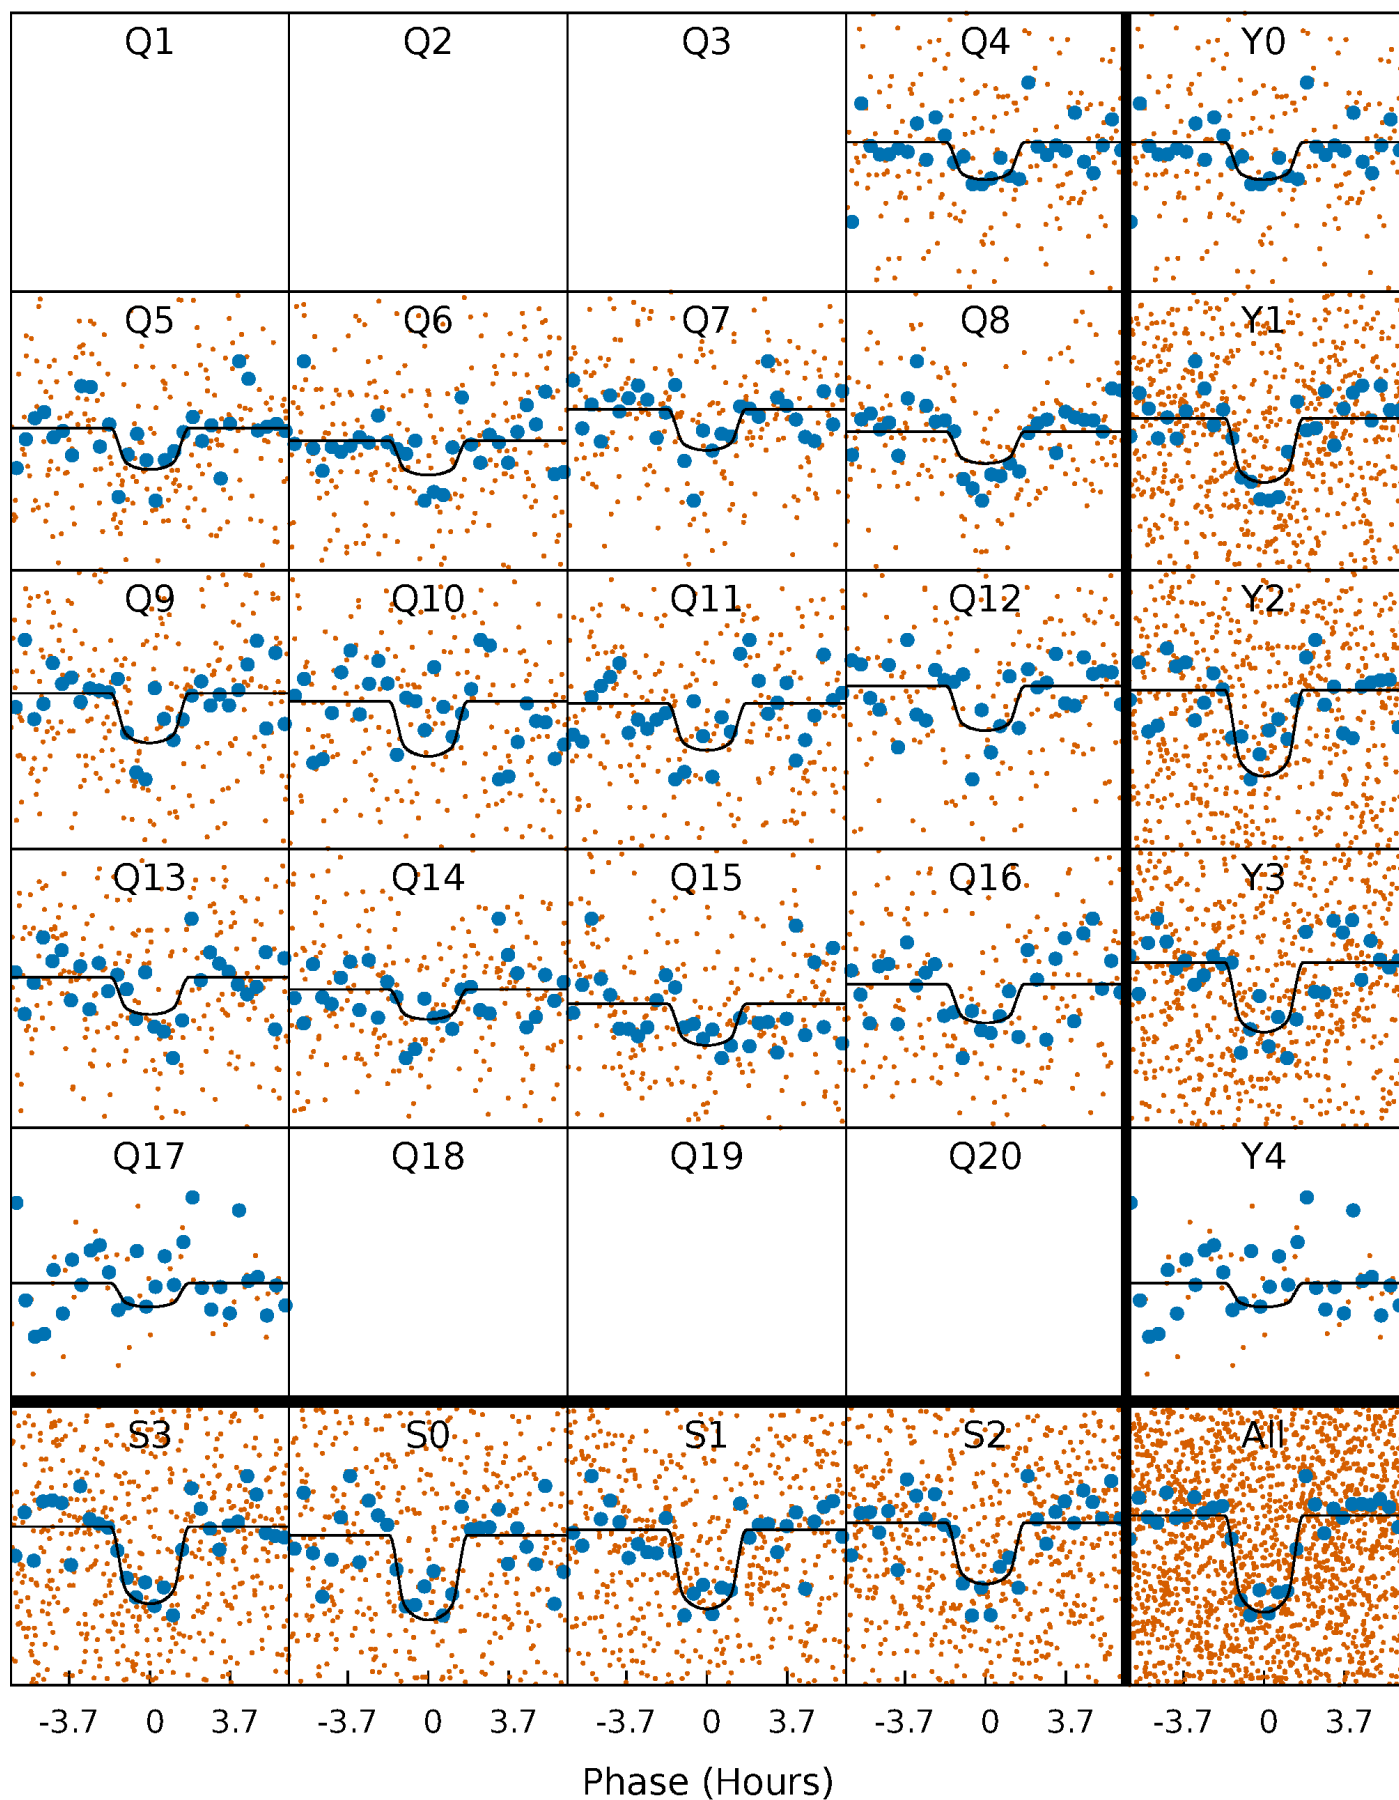 Q1 Q2 Q3 Q4 Y0
Q5 Q6 Q7 Q8 Y1
Q9 Q10 Q11 Q12 Y2
Q13 Q14 Q15 Q16 Y3
Q17 Q18 Q19 Q20 Y4
S3 S0 S1 S2 All
-3.7 0 3.7 -3.7 0 3.7 -3.7 0 3.7 -3.7 0 3.7 -3.7 0 3.7
Phase (Hours)